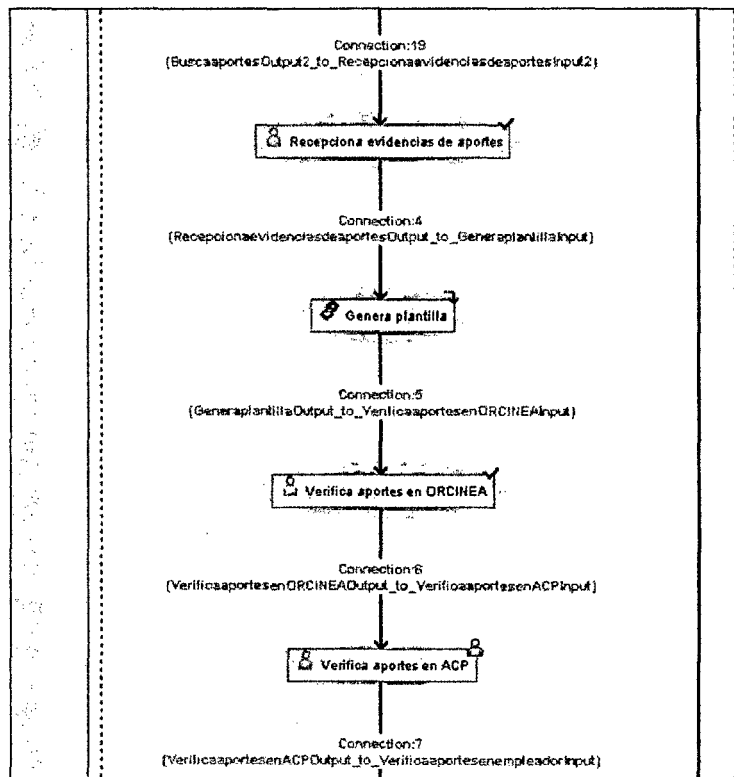 Connection:19
(BuscaaportesOutput2_to_RecepcionaevidenciasdeaportesInput2)
Recepciona evidencias de aportes
Connection:4
(RecepcionaevidenciasdeaportesOutput_to_GeneraplantillaInput)
Genera plantilla
Connection:5
(GeneraplantillaOutput_to_VerificaaportesenORCINEAInput)
Verifica aportes en ORCINEA
Connection:6
(VerificaaportesenORCINEAOutput_to_VerificaaportesenACPInput)
Verifica aportes en ACP
Connection:7
(VerificaaportesenACPOutput_to_VerificaaportesenempleadorInput)